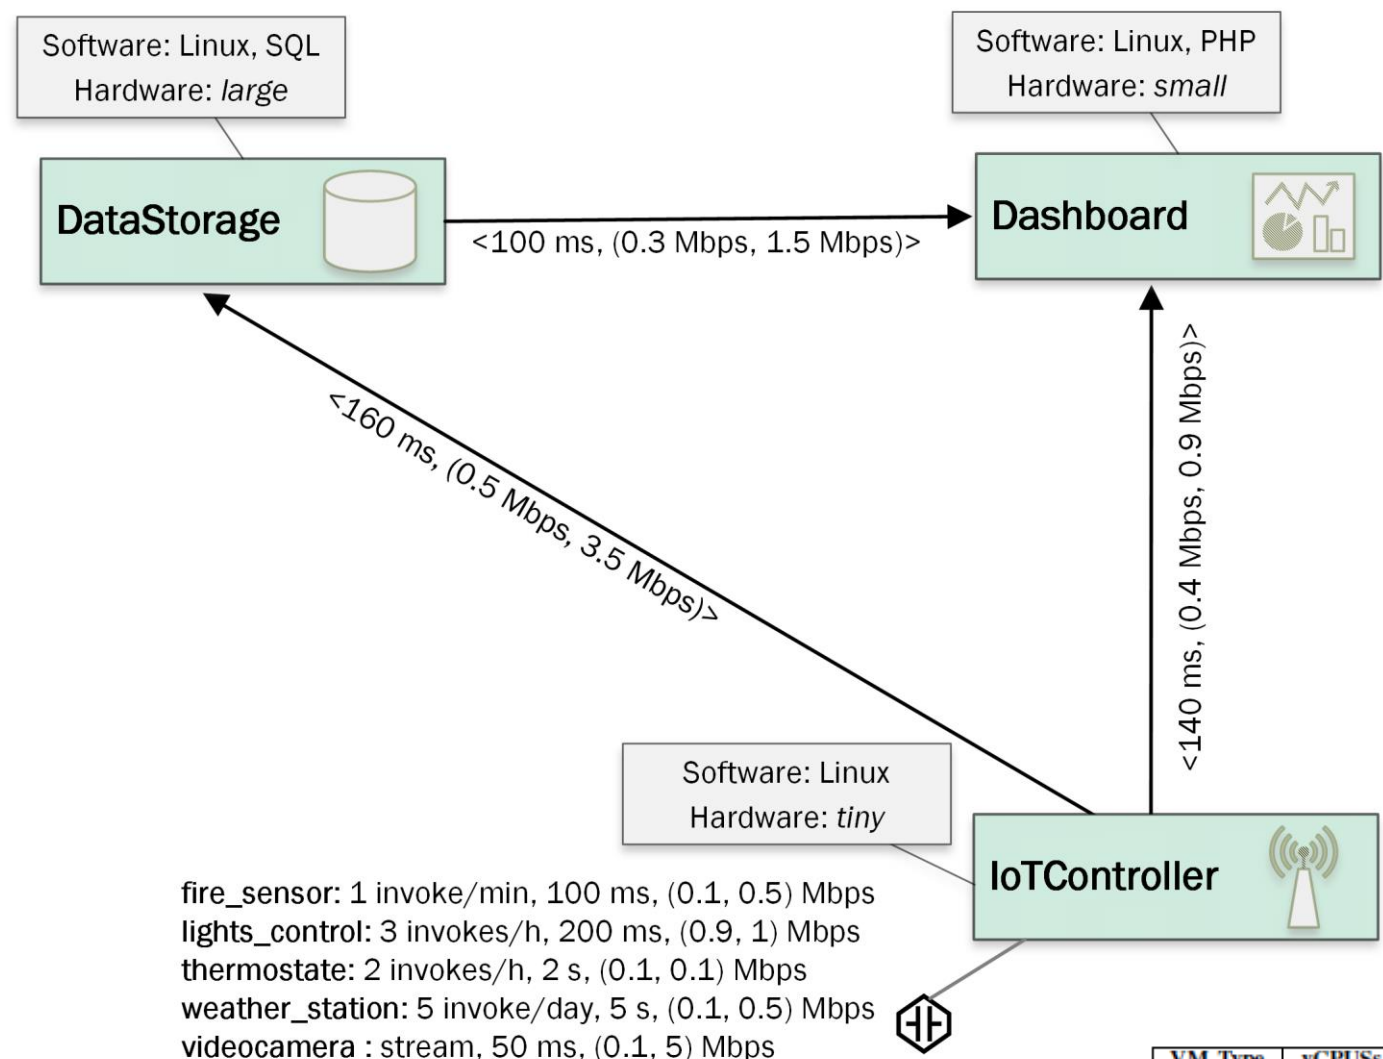 Software: Linux, SQL
Hardware: large
Software: Linux, PHP
Hardware: small
DataStorage
<100 ms, (0.3 Mbps, 1.5 Mbps)>
Dashboard
<160 ms, (0.5 Mbps, 3.5 Mbps)>
<140 ms, (0.4 Mbps, 0.9 Mbps)>
Software: Linux
Hardware: tiny
IoTController
fire_sensor: 1 invoke/min, 100 ms, (0.1, 0.5) Mbps
lights_control: 3 invokes/h, 200 ms, (0.9, 1) Mbps
thermostate: 2 invokes/h, 2 s, (0.1, 0.1) Mbps
weather_station: 5 invoke/day, 5 s, (0.1, 0.5) Mbps
videocamera : stream, 50 ms, (0.1, 5) Mbps
VM Type vCPUs